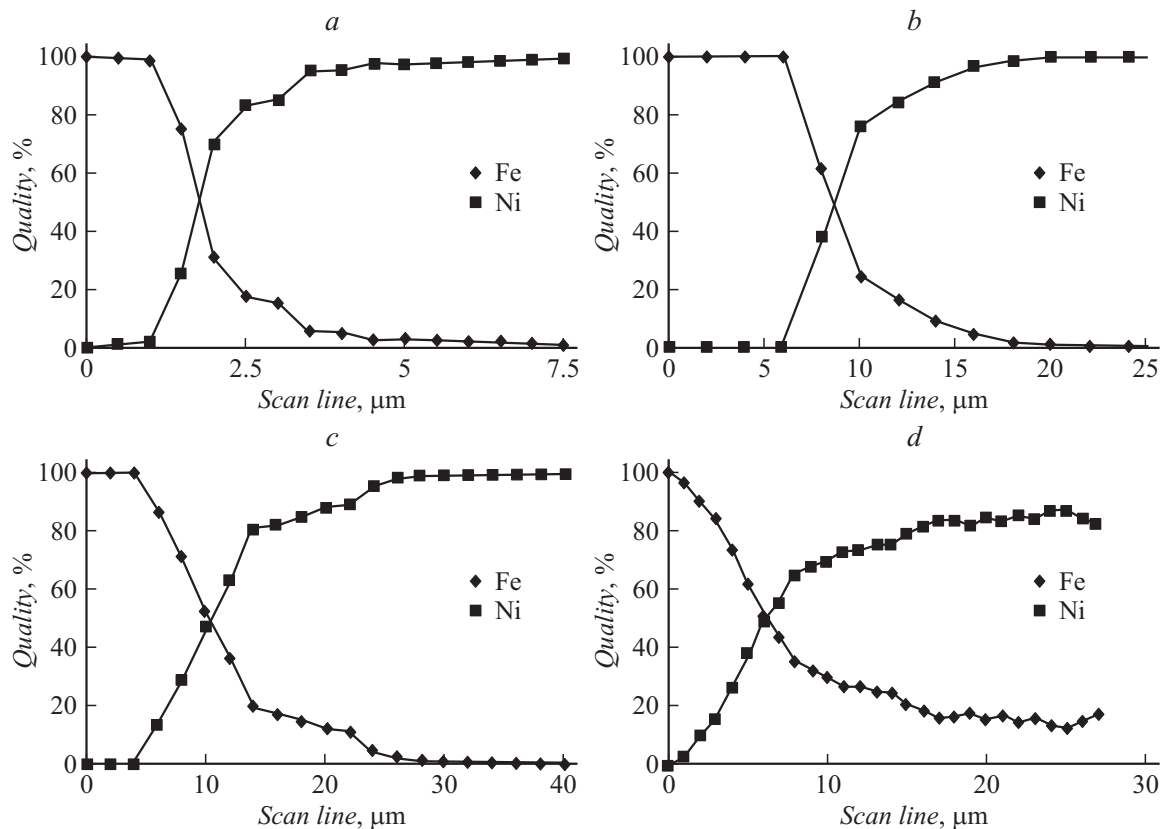 a
100
80
60
40
20
0
Quality, %
Fe
Ni
0 2.5 5 7.5
Scan line, μm
b
100
80
60
40
20
0
Quality, %
Fe
Ni
0 5 10 15 20 25
Scan line, μm
c
100
80
60
40
20
0
Quality, %
Fe
Ni
0 10 20 30 40
Scan line, μm
d
100
80
60
40
20
0
Quality, %
Fe
Ni
0 10 20 30
Scan line, μm